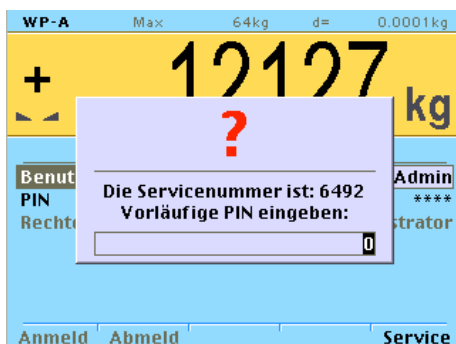 WP-A Max 64kg d= 0.0001kg
+ 12127 kg
?
Die Servicenummer ist: 6492
Vorläufige PIN eingeben:
0
Benut Admin
PIN ****
Recht strator
Anmeld Abmeld Service